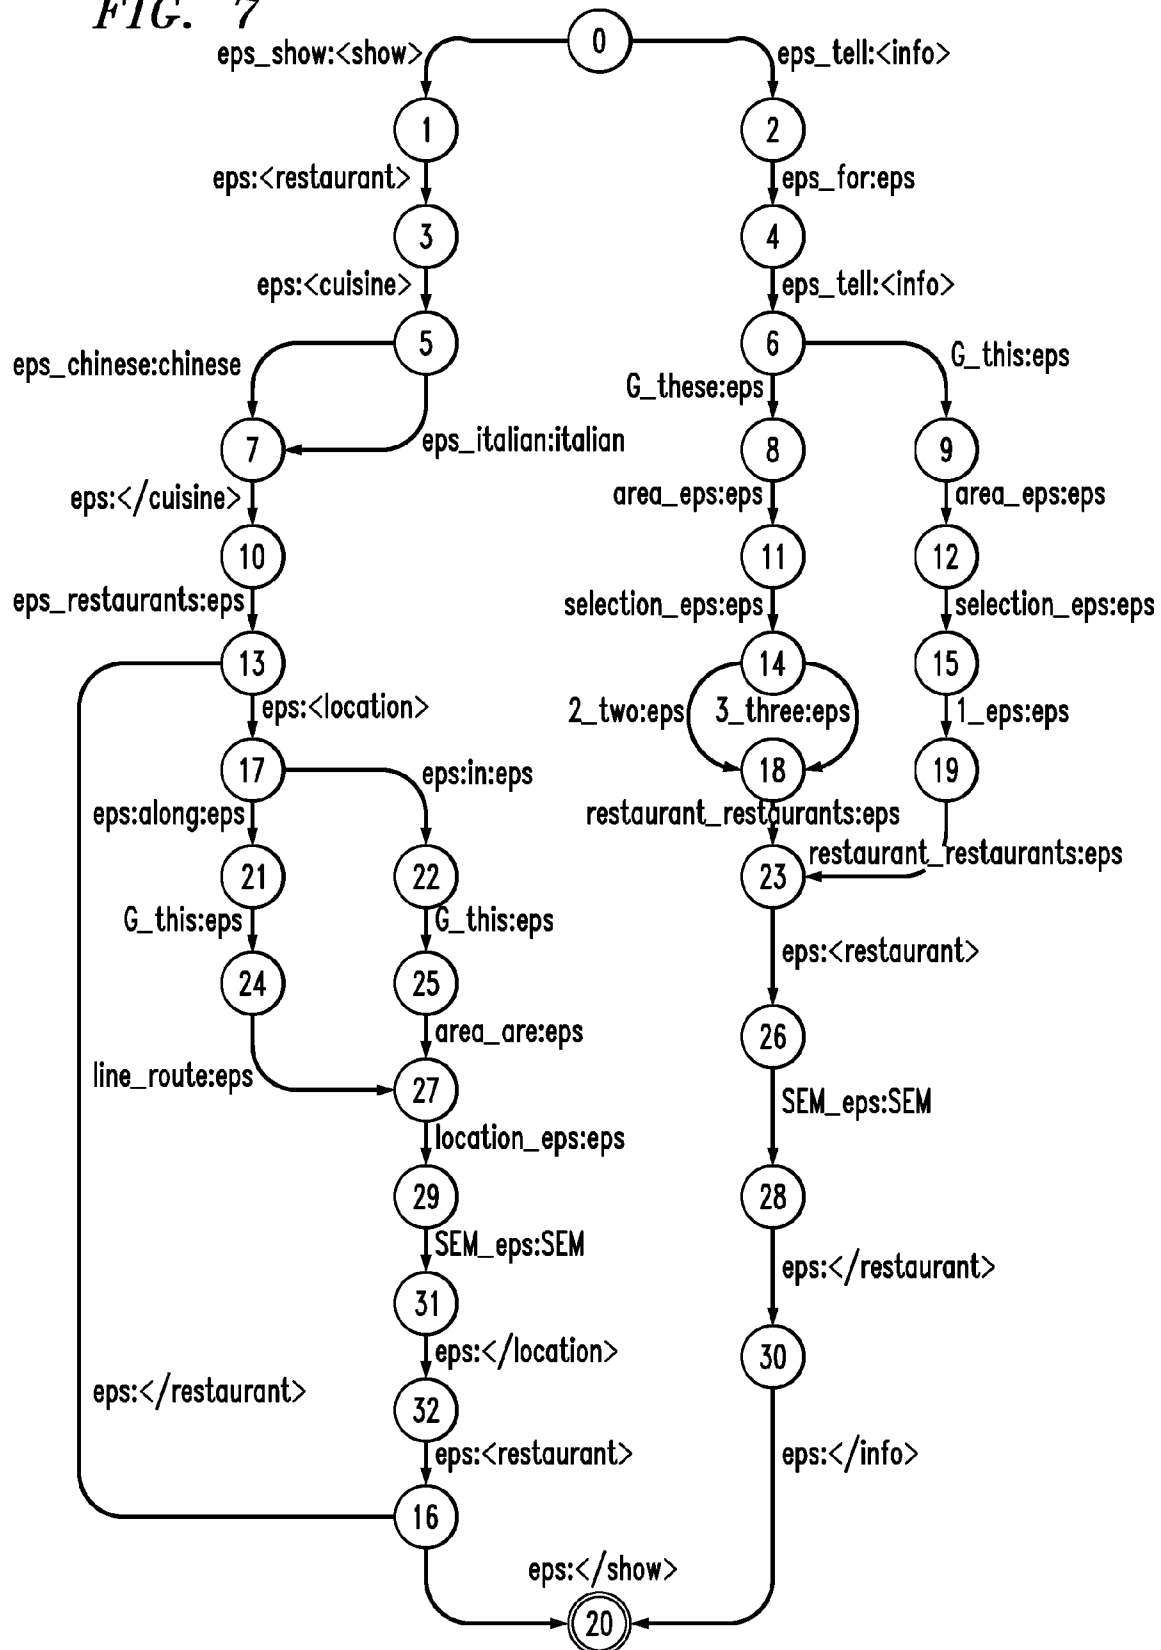 FIG. 7
0
eps_show:<show>
eps_tell:<info>
1
2
eps:<restaurant>
eps_for:eps
3
4
eps:<cuisine>
eps_tell:<info>
5
6
eps_chinese:chinese
G_this:eps
G_these:eps
eps_italian:italian
7
8
9
eps:</cuisine>
area_eps:eps
area_eps:eps
10
11
12
eps_restaurants:eps
selection_eps:eps
selection_eps:eps
13
14
15
eps:<location>
2_two:eps
3_three:eps
1_eps:eps
17
18
19
eps:in:eps
eps:along:eps
restaurant_restaurants:eps
restaurant_restaurants:eps
21
22
23
G_this:eps
G_this:eps
eps:<restaurant>
24
25
area_are:eps
26
line_route:eps
27
SEM_eps:SEM
location_eps:eps
29
28
SEM_eps:SEM
eps:</restaurant>
31
eps:</location>
30
eps:</restaurant>
32
eps:<restaurant>
eps:</info>
16
eps:</show>
20